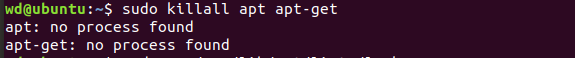 wd@ubuntu:~$ sudo killall apt apt-get
apt: no process found
apt-get: no process found